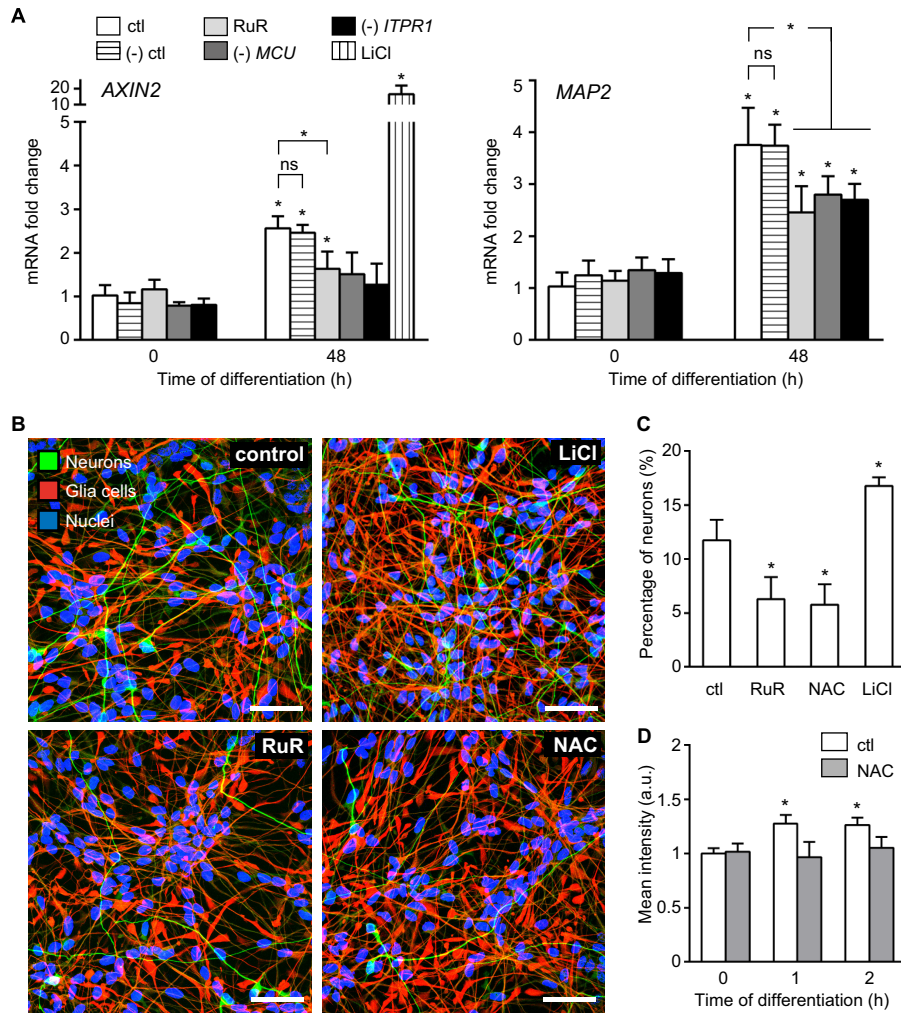 A
ctl RuR (-) ITPR1
(-) ctl (-) MCU LiCl
AXIN2
mRNA fold change
20
10
5
4
3
2
1
0
*
ns
* * *
*
0 48
Time of differentiation (h)
MAP2
mRNA fold change
5
4
3
2
1
0
*
ns
* * * * *
0 48
Time of differentiation (h)
B
Neurons
Glia cells
Nuclei
control
LiCl
RuR
NAC
C
Percentage of neurons (%)
20
15
10
5
0
* * *
ctl RuR NAC LiCl
D
ctl
NAC
Mean intensity (a.u.)
2
1.5
1
0.5
* *
0 1 2
Time of differentiation (h)